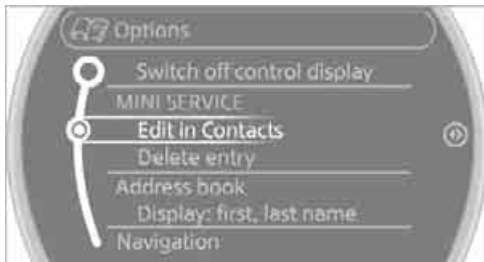 Options
Switch off control display
MINI SERVICE
Edit in Contacts
Delete entry
Address book
Display: first, last name
Navigation